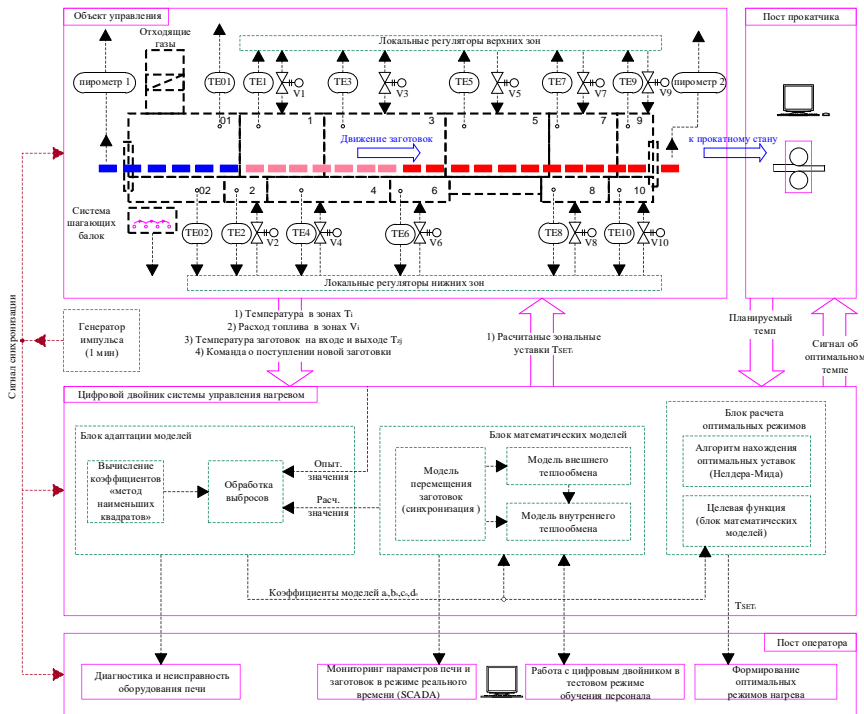 Объект управления
Пост прокатчика
Отходящие
газы
Локальные регуляторы верхних зон
пирометр 1
TE01
TE1
V1
TE3
V3
TE5
V5
TE7
V7
TE9
V9
пирометр 2
01
1
3
5
7
9
Движение заготовок
к прокатному стану
02
2
4
6
8
10
Система
шагающих
балок
TE02
TE2
V2
TE4
V4
TE6
V6
TE8
V8
TE10
V10
Локальные регуляторы нижних зон
Сигнал синхронизации
Генератор
импульса
(1 мин)
1) Температура в зонах Ti
2) Расход топлива в зонах Vi
3) Температура заготовок на входе и выходе Tзj
4) Команда о поступлении новой заготовки
1) Расчитаные зональные
уставки TSETi
Планируемый
темп
Сигнал об
оптимальном
темпе
Цифровой двойник системы управления нагревом
Блок адаптации моделей
Вычисление
коэффициентов
«метод
наименьших
квадратов»
Обработка
выбросов
Опыт.
значения
Расч.
значения
Блок математических моделей
Модель
перемещения
заготовок
(синхронизация )
Модель внешнего
теплообмена
Модель внутреннего
теплообмена
Блок расчета
оптимальных режимов
Алгоритм нахождения
оптимальных уставок
(Нелдера-Мида)
Целевая функция
(блок математических
моделей)
Коэффициенты моделей
TSETi
Пост оператора
Диагностика и неисправность
оборудования печи
Мониторинг параметров печи и
заготовок в режиме реального
времени (SCADA)
Работа с цифровым двойником в
тестовом режиме
обучения персонала
Формирование
оптимальных
режимов нагрева